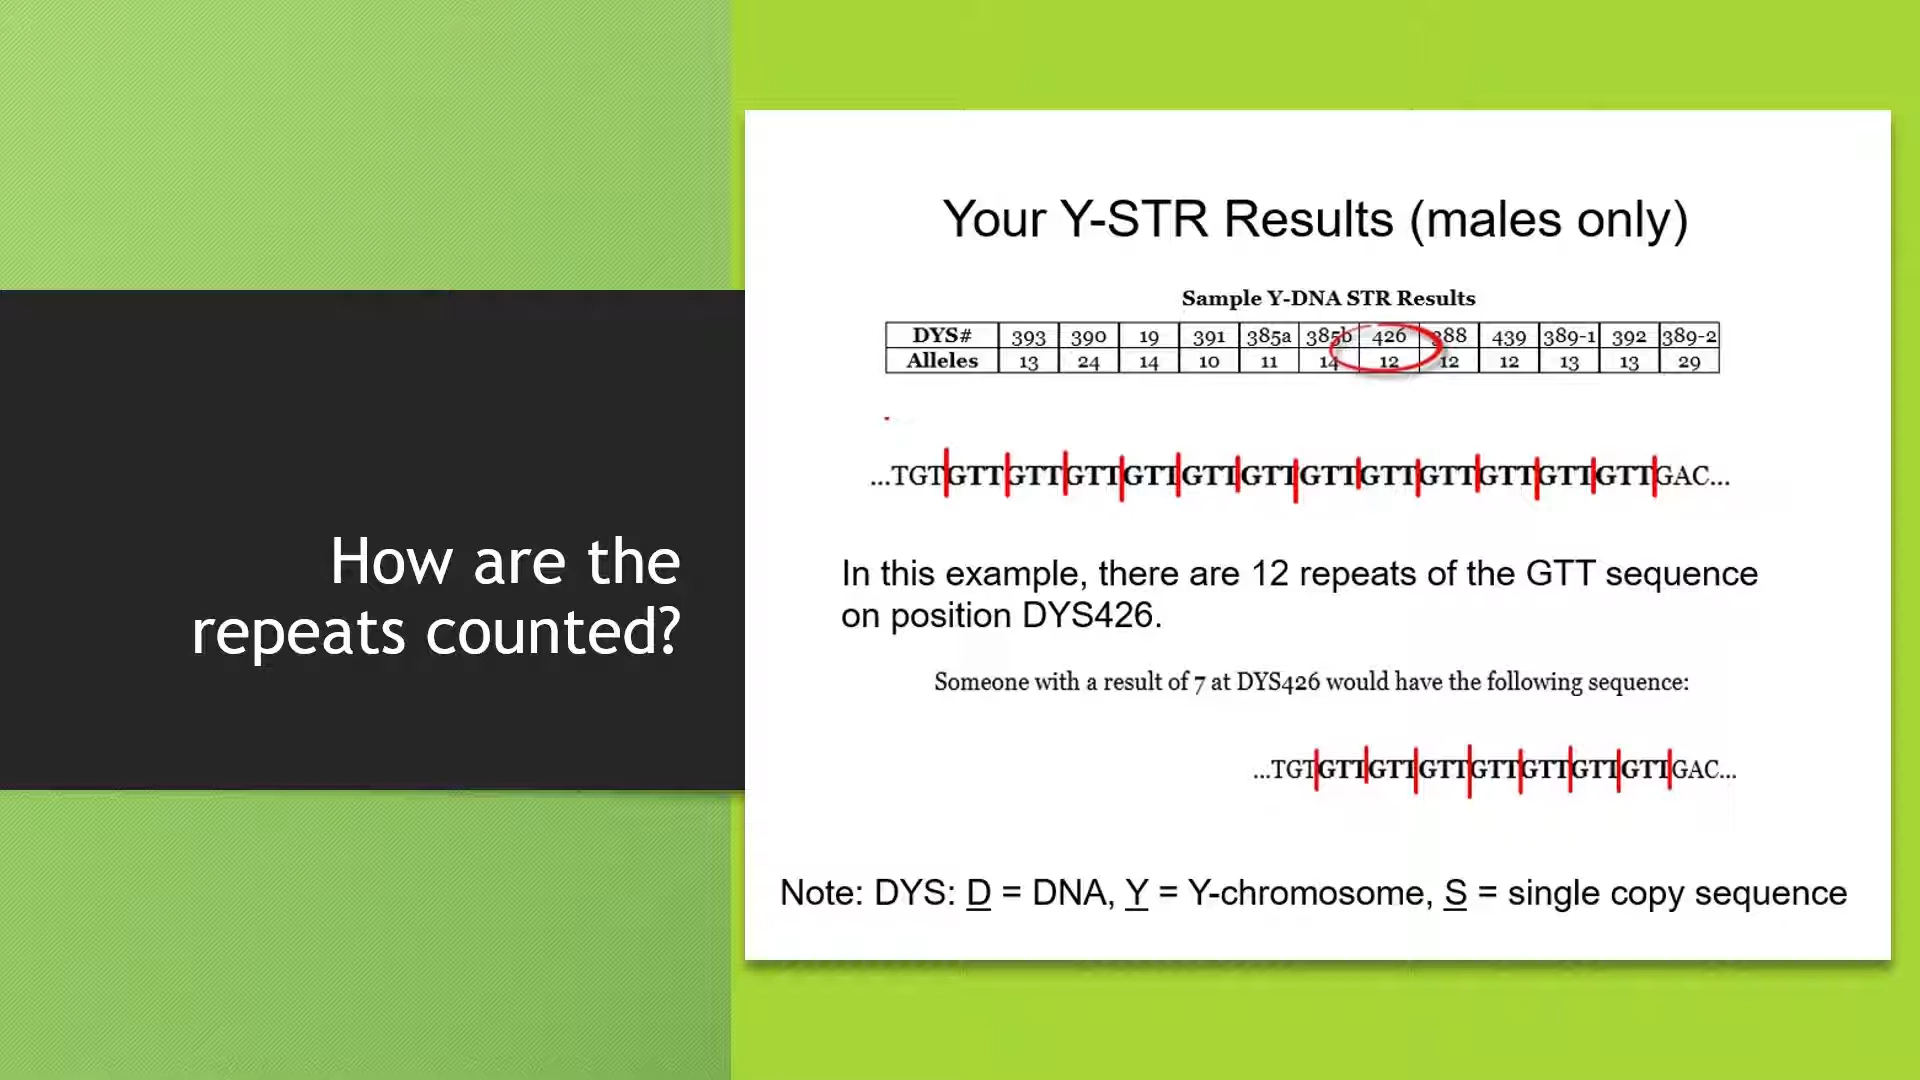 How are the
repeats counted?
Your Y-STR Results (males only)
Sample Y-DNA STR Results
DYS# 393 390 19 391 385a 385b 426 388 439 389-1 392 389-2
Alleles 13 24 14 10 11 14 12 12 12 13 13 29
...TGTGTTGTTGTTGTTGTTGTTGTTGTTGTTGTTGTTGTTGAC...
In this example, there are 12 repeats of the GTT sequence
on position DYS426.
Someone with a result of 7 at DYS426 would have the following sequence:
...TGTGTTGTTGTTGTTGTTGTTGTTGAC...
Note: DYS: D = DNA, Y = Y-chromosome, S = single copy sequence